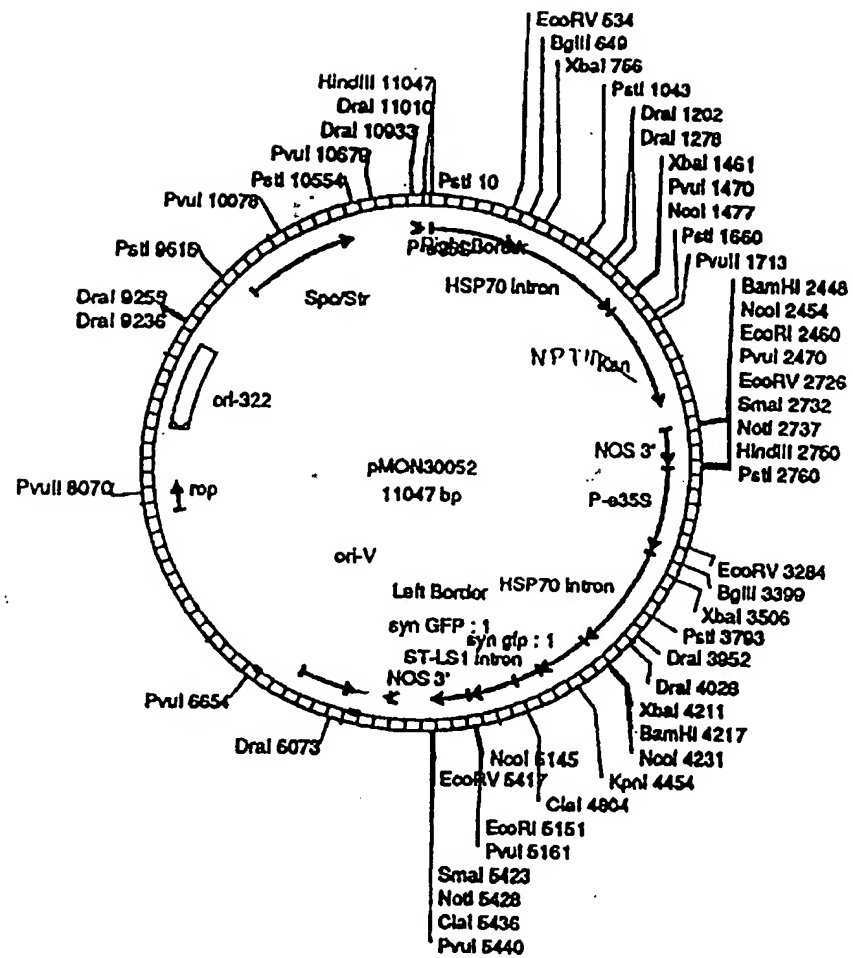 EcoRV 534
BglII 649
XbaI 766
PstI 1043
DraI 1202
DraI 1278
XbaI 1461
PvuI 1470
NcoI 1477
PstI 1660
PvuII 1713
BamHI 2448
NcoI 2454
EcoRI 2460
PvuI 2470
EcoRV 2726
SmaI 2732
NotI 2737
HindIII 2750
PstI 2760
HindIII 11047
DraI 11010
DraI 10933
PvuI 10679
PstI 10554
PvuI 10078
PstI 9615
DraI 9255
DraI 9236
PvuII 8070
PvuI 6654
DraI 6073
PstI 10
Right Border
HSP70 Intron
Spc/Str
NPTII
Kan
ori-322
NOS 3'
pMON30052
11047 bp
P-e35S
rop
ori-V
HSP70 Intron
Left Border
syn GFP : 1
syn gfp : 1
ST-LS1 Intron
NOS 3'
EcoRV 3284
BglII 3399
XbaI 3506
PstI 3793
DraI 3952
DraI 4028
XbaI 4211
BamHI 4217
NcoI 4231
KpnI 4454
ClaI 4804
NcoI 5145
EcoRV 5417
EcoRI 5151
PvuI 5161
SmaI 5423
NotI 5428
ClaI 5436
PvuI 5440